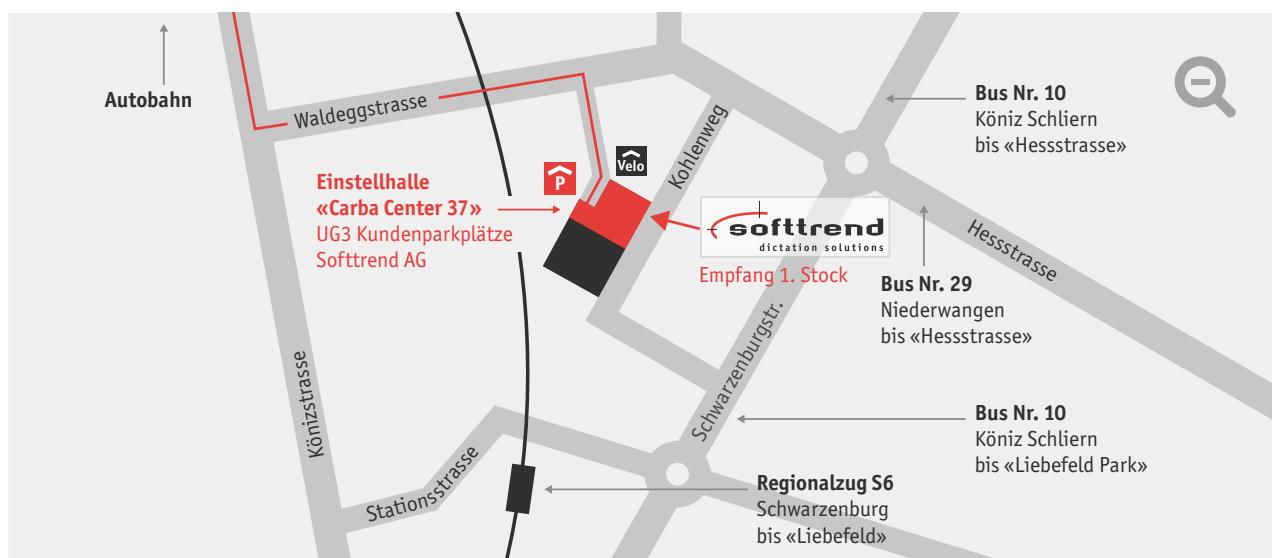 Autobahn
Waldeggstrasse
Kohlenweg
Bus Nr. 10
Köniz Schliern
bis «Hessstrasse»
P
Velo
Einstellhalle
«Carba Center 37»
UG3 Kundenparkplätze
Softtrend AG
softtrend
dictation solutions
Empfang 1. Stock
Hessstrasse
Bus Nr. 29
Niederwangen
bis «Hessstrasse»
Schwarzenburgstr.
Könizstrasse
Bus Nr. 10
Köniz Schliern
bis «Liebefeld Park»
Stationsstrasse
Regionalzug S6
Schwarzenburg
bis «Liebefeld»